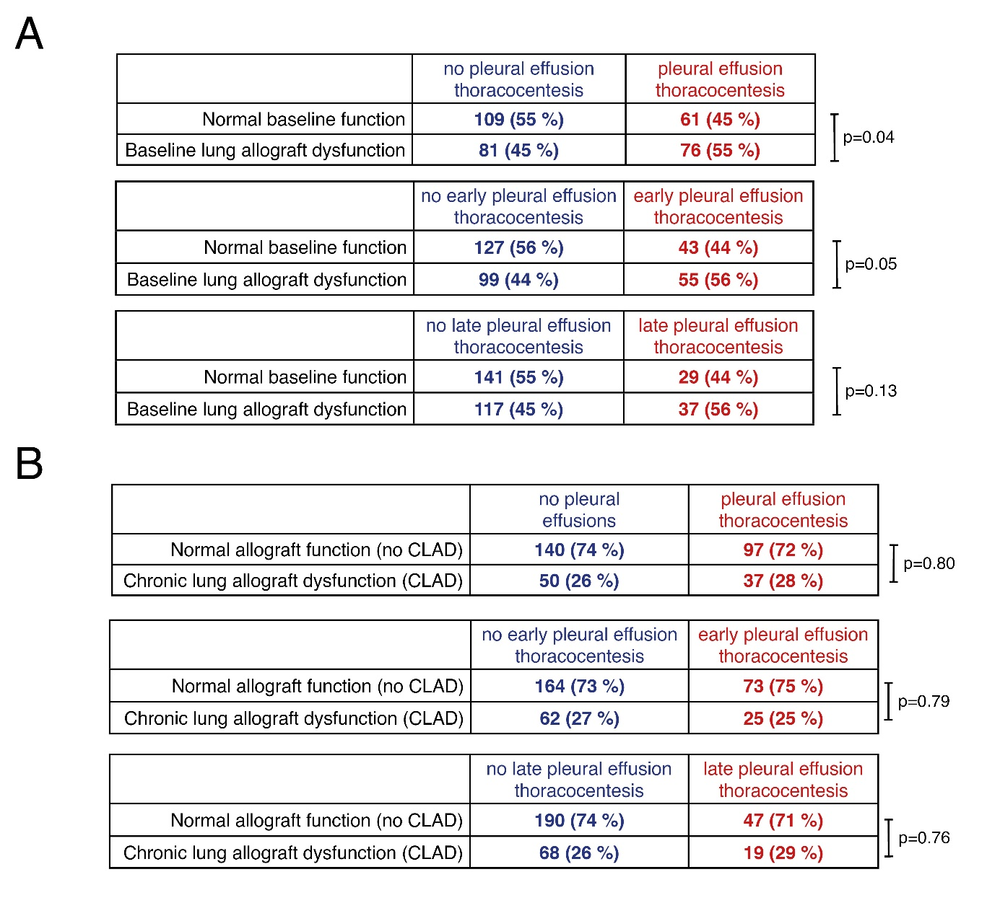 A
no pleural effusion pleural effusion
thoracocentesis thoracocentesis
Normal baseline function 109 (55 %) 61 (45 %)
Baseline lung allograft dysfunction 81 (45 %) 76 (55 %)
p=0.04
no early pleural effusion early pleural effusion
thoracocentesis thoracocentesis
Normal baseline function 127 (56 %) 43 (44 %)
Baseline lung allograft dysfunction 99 (44 %) 55 (56 %)
p=0.05
no late pleural effusion late pleural effusion
thoracocentesis thoracocentesis
Normal baseline function 141 (55 %) 29 (44 %)
Baseline lung allograft dysfunction 117 (45 %) 37 (56 %)
p=0.13
B
no pleural pleural effusion
effusions thoracocentesis
Normal allograft function (no CLAD) 140 (74 %) 97 (72 %)
Chronic lung allograft dysfunction (CLAD) 50 (26 %) 37 (28 %)
p=0.80
no early pleural effusion early pleural effusion
thoracocentesis thoracocentesis
Normal allograft function (no CLAD) 164 (73 %) 73 (75 %)
Chronic lung allograft dysfunction (CLAD) 62 (27 %) 25 (25 %)
p=0.79
no late pleural effusion late pleural effusion
thoracocentesis thoracocentesis
Normal allograft function (no CLAD) 190 (74 %) 47 (71 %)
Chronic lung allograft dysfunction (CLAD) 68 (26 %) 19 (29 %)
p=0.76